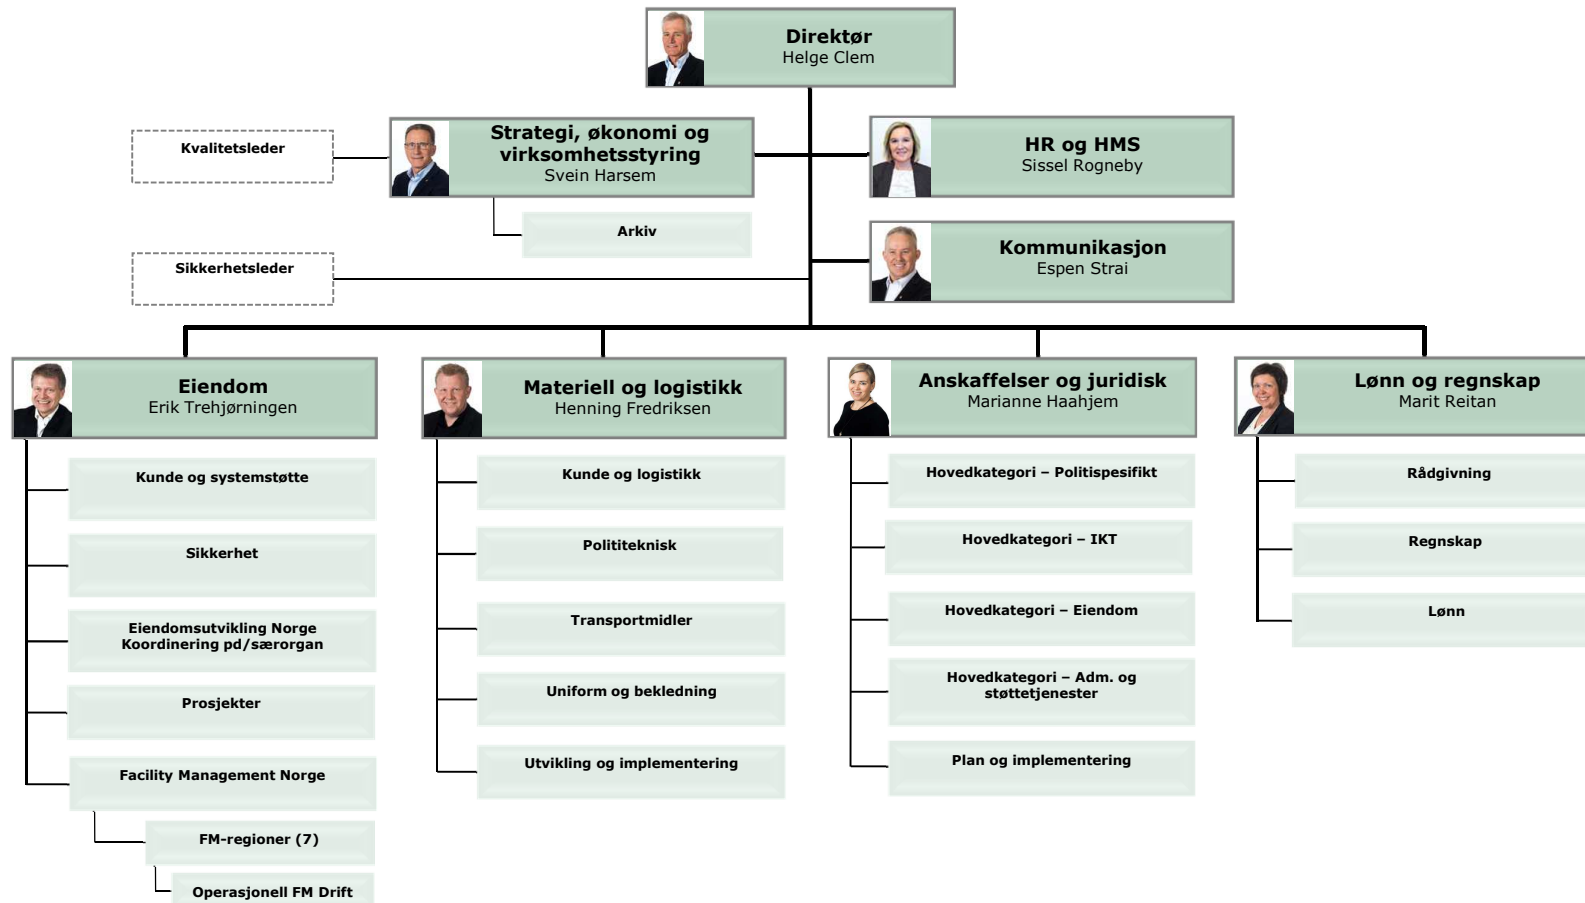 Direktør
Helge Clem
Kvalitetsleder
Strategi, økonomi og
virksomhetsstyring
Svein Harsem
HR og HMS
Sissel Rogneby
Arkiv
Sikkerhetsleder
Kommunikasjon
Espen Strai
Eiendom
Erik Trehjørningen
Kunde og systemstøtte
Sikkerhet
Eiendomsutvikling Norge
Koordinering pd/særorgan
Prosjekter
Facility Management Norge
FM-regioner (7)
Operasjonell FM Drift
Materiell og logistikk
Henning Fredriksen
Kunde og logistikk
Polititeknisk
Transportmidler
Uniform og bekledning
Utvikling og implementering
Anskaffelser og juridisk
Marianne Haahjem
Hovedkategori – Politispesifikt
Hovedkategori – IKT
Hovedkategori – Eiendom
Hovedkategori – Adm. og
støttetjenester
Plan og implementering
Lønn og regnskap
Marit Reitan
Rådgivning
Regnskap
Lønn